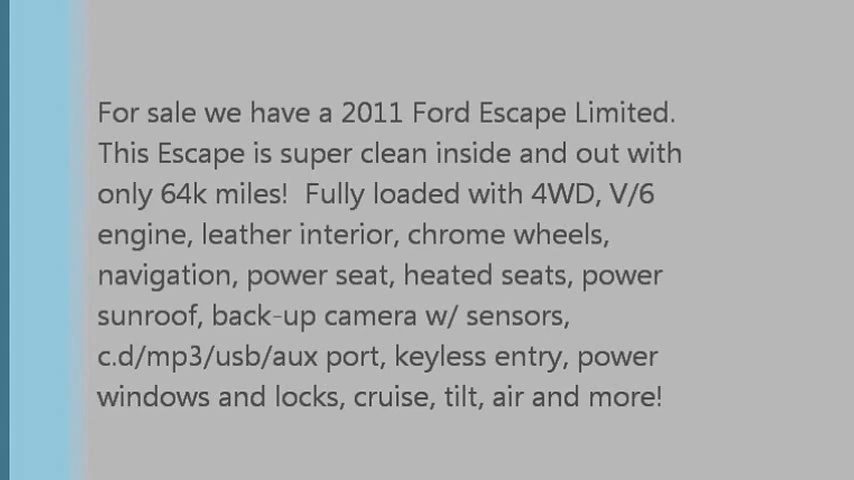 For sale we have a 2011 Ford Escape Limited.
This Escape is super clean inside and out with
only 64k miles!  Fully loaded with 4WD, V/6
engine, leather interior, chrome wheels,
navigation, power seat, heated seats, power
sunroof, back-up camera w/ sensors,
c.d/mp3/usb/aux port, keyless entry, power
windows and locks, cruise, tilt, air and more!